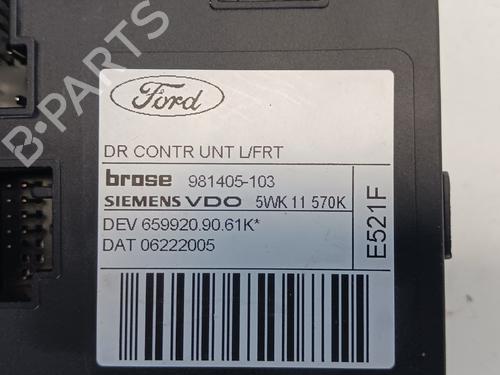 Ford
DR CONTR UNT L/FRT
brose 981405-103
SIEMENS VDO 5WK 11 570K
DEV 659920.90.61K*
DAT 06222005
E521F
B-PARTS